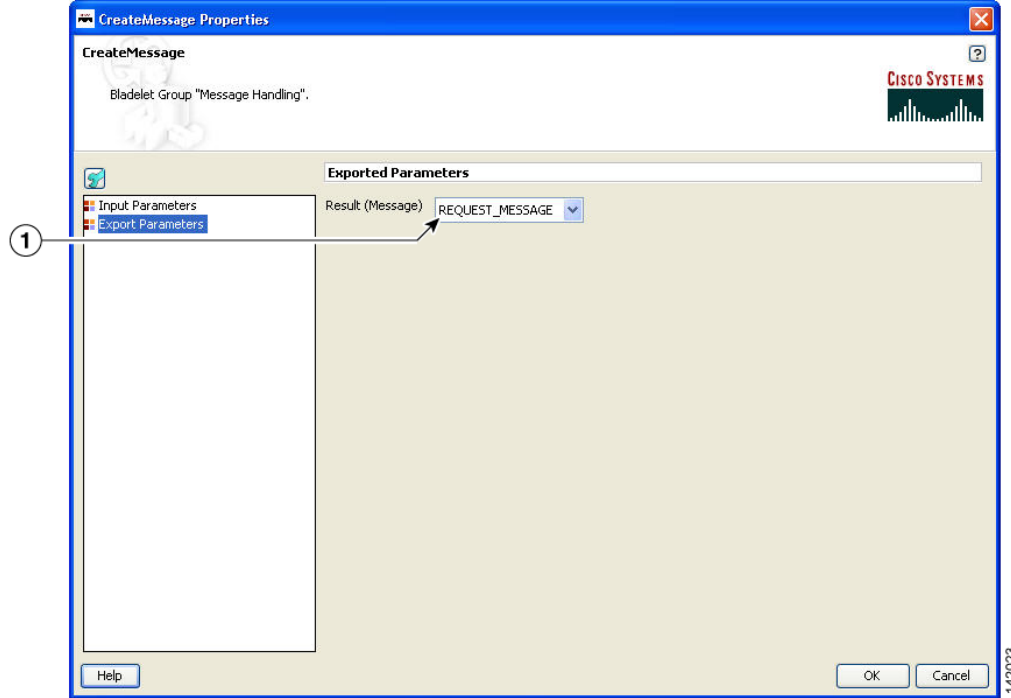 CreateMessage Properties
CreateMessage
?
CISCO SYSTEMS
Bladelet Group "Message Handling".
Exported Parameters
Input Parameters
Export Parameters
Result (Message)
REQUEST_MESSAGE
1
Help
OK
Cancel